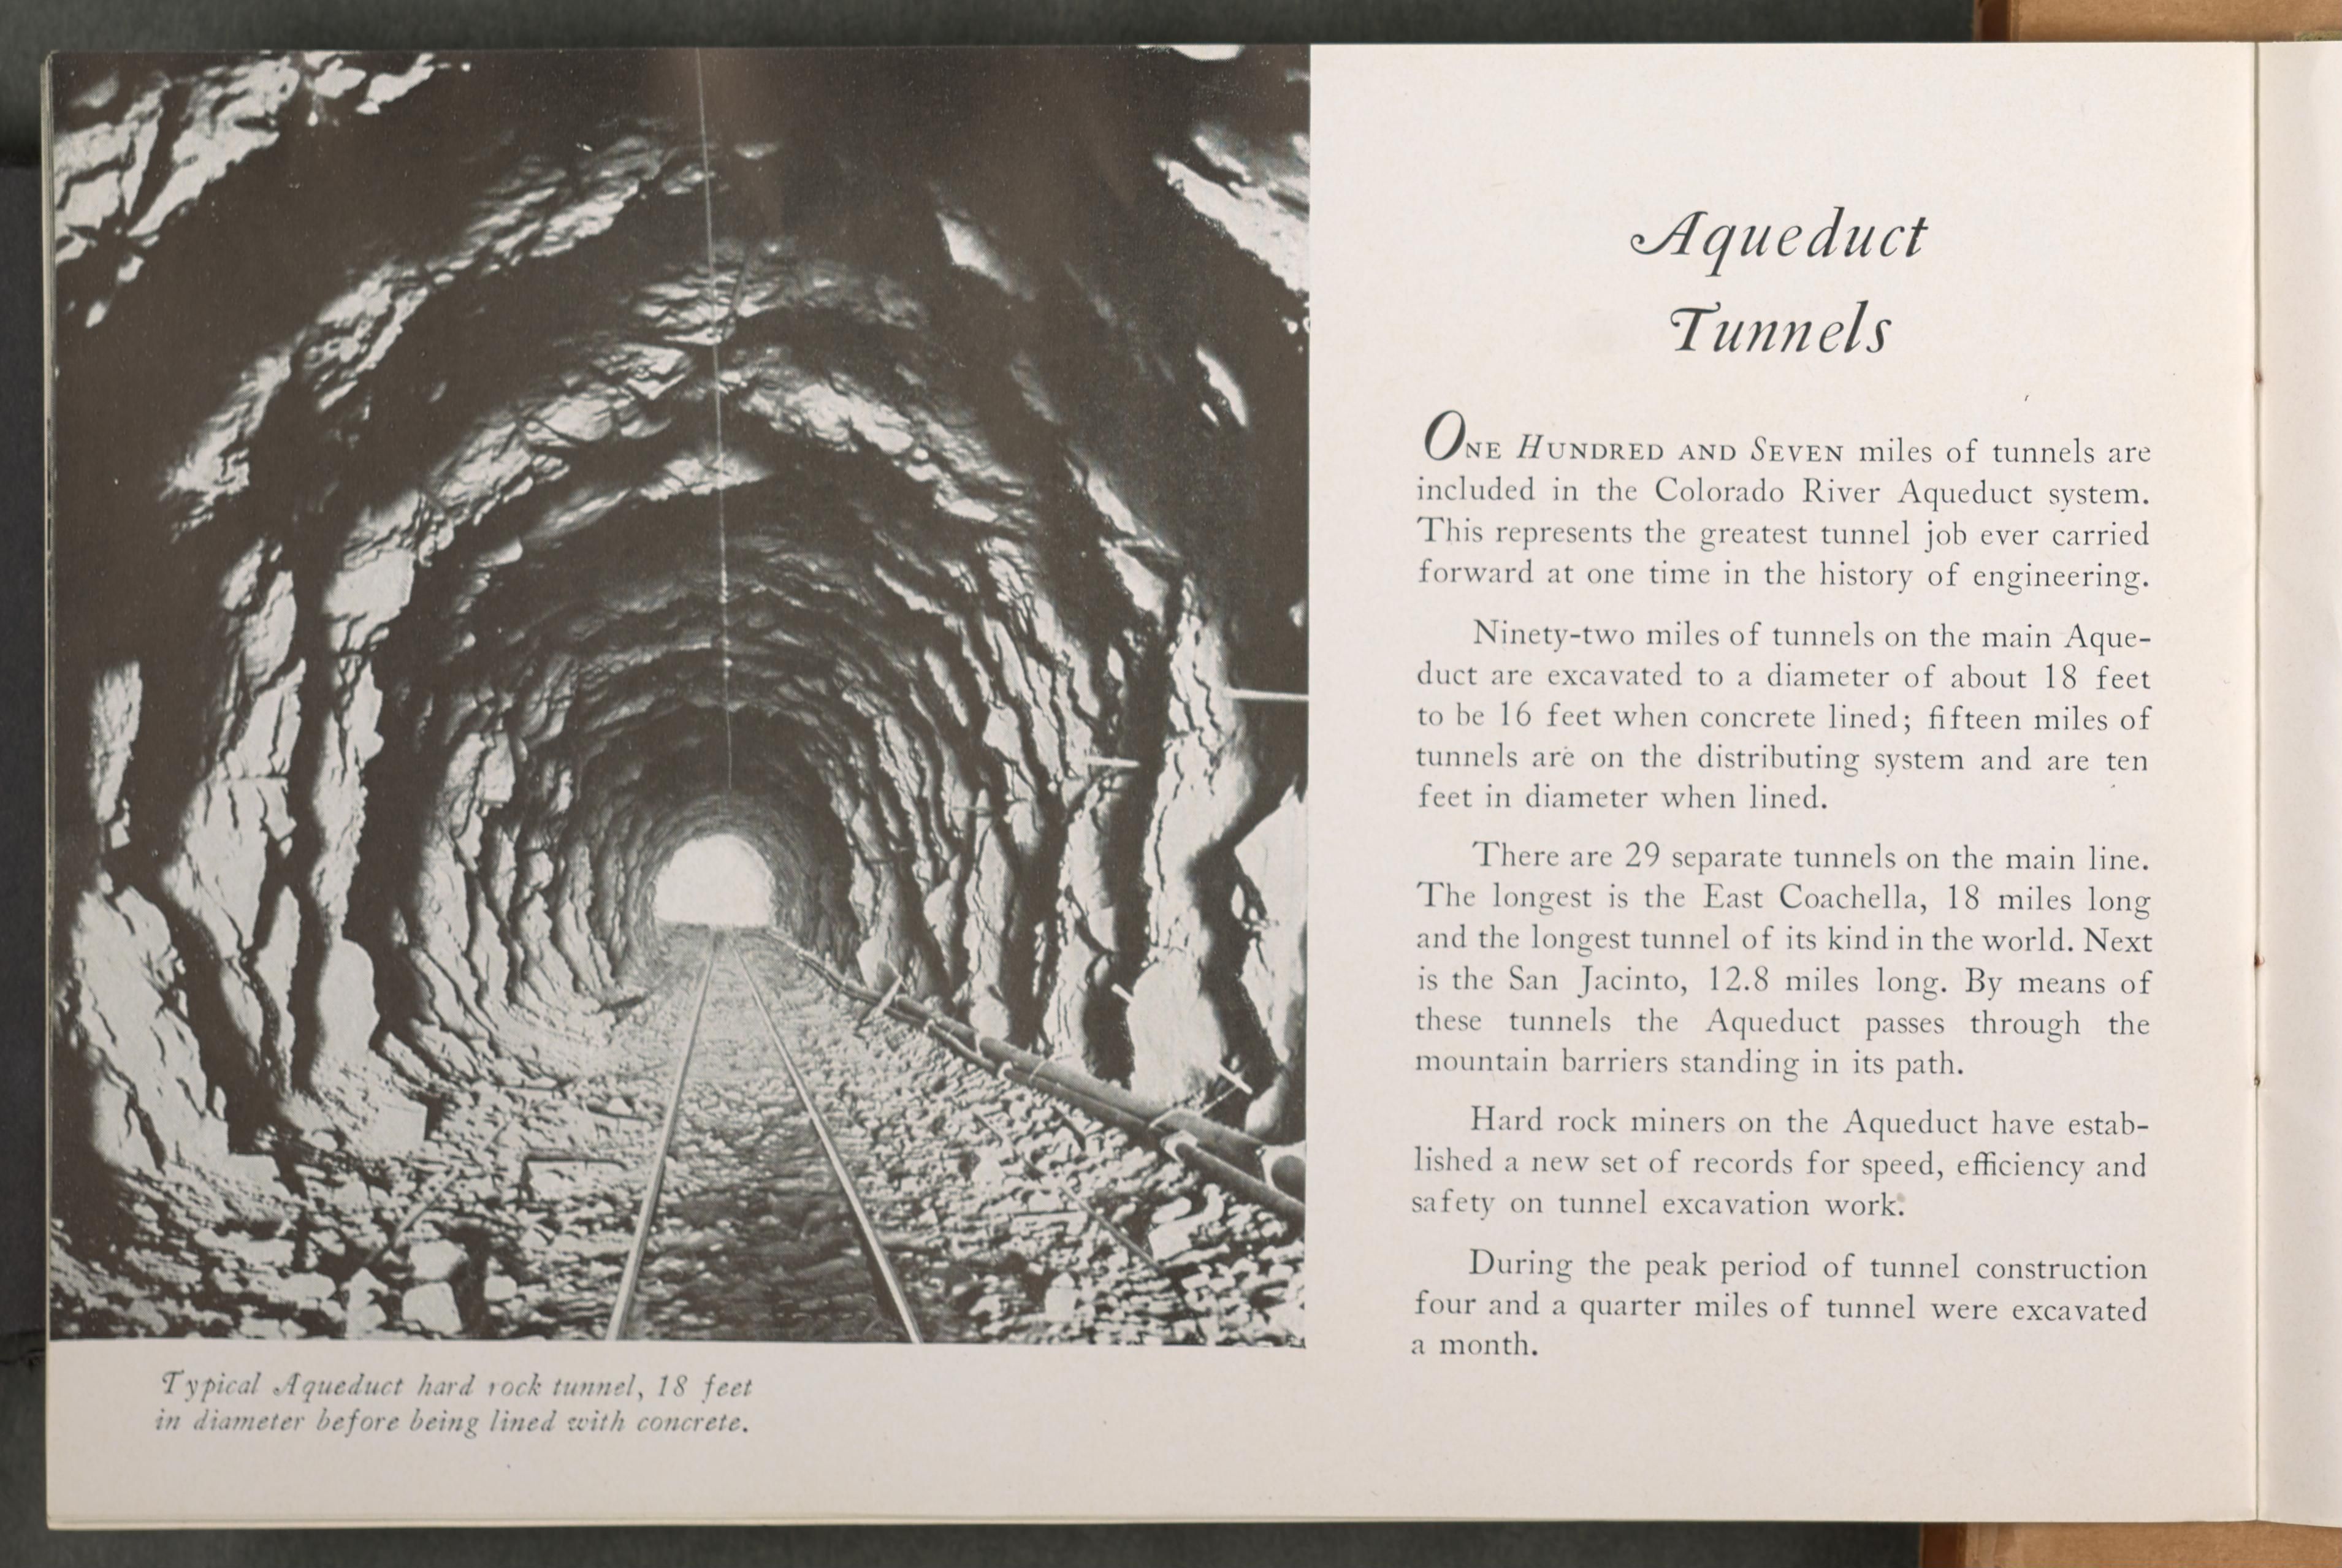 Aqueduct
Tunnels
ONE HUNDRED AND SEVEN miles of tunnels are
included in the Colorado River Aqueduct system.
This represents the greatest tunnel job ever carried
forward at one time in the history of engineering.
Ninety-two miles of tunnels on the main Aque-
duct are excavated to a diameter of about 18 feet
to be 16 feet when concrete lined; fifteen miles of
tunnels are on the distributing system and are ten
feet in diameter when lined.
There are 29 separate tunnels on the main line.
The longest is the East Coachella, 18 miles long
and the longest tunnel of its kind in the world. Next
is the San Jacinto, 12.8 miles long. By means of
these tunnels the Aqueduct passes through the
mountain barriers standing in its path.
Hard rock miners on the Aqueduct have estab-
lished a new set of records for speed, efficiency and
safety on tunnel excavation work.
During the peak period of tunnel construction
four and a quarter miles of tunnel were excavated
a month.
Typical Aqueduct hard rock tunnel, 18 feet
in diameter before being lined with concrete.